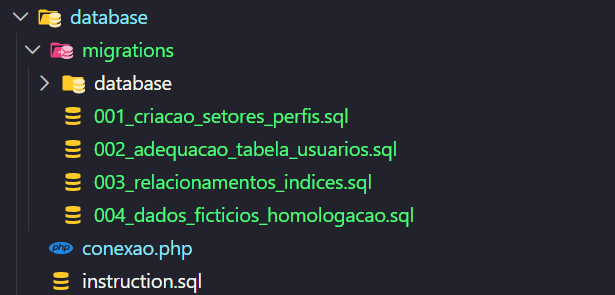 database
migrations
database
001_criacao_setores_perfis.sql
002_adequacao_tabela_usuarios.sql
003_relacionamentos_indices.sql
004_dados_ficticios_homologacao.sql
php conexao.php
instruction.sql